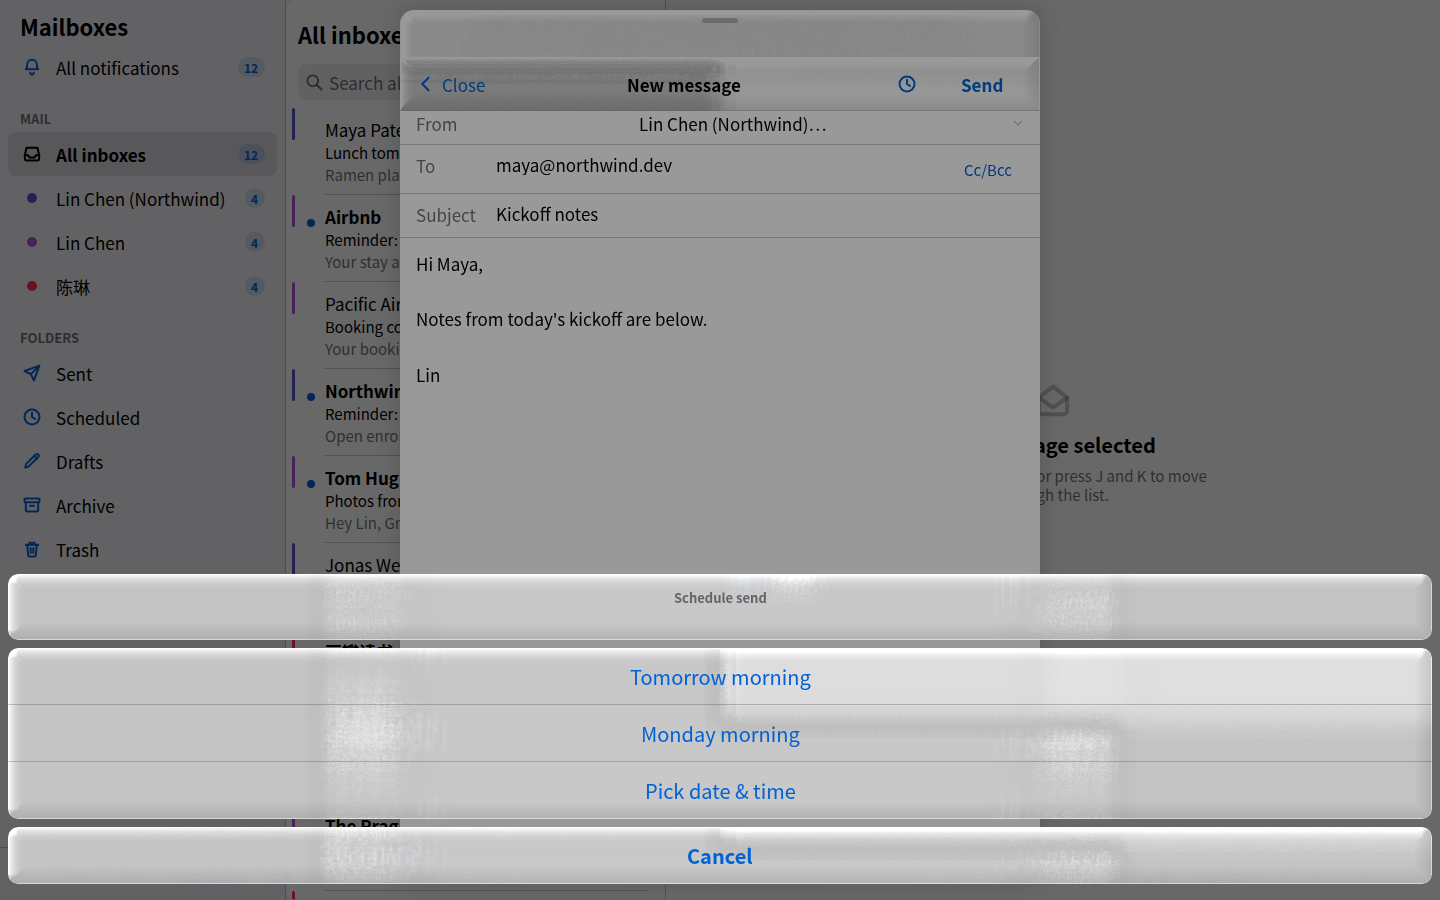 Mailboxes
All notifications 12
MAIL
All inboxes 12
Lin Chen (Northwind) 4
Lin Chen 4
陈琳 4
FOLDERS
Sent
Scheduled
Drafts
Archive
Trash
All inboxe
Search al
Maya Pate
Lunch tom
Ramen pla
Airbnb
Reminder:
Your stay a
Pacific Air
Booking co
Your booki
Northwin
Reminder:
Open enro
Tom Hug
Photos from
Hey Lin, Gr
Jonas We
The Prag
Close
New message
Send
From Lin Chen (Northwind)…
To maya@northwind.dev Cc/Bcc
Subject Kickoff notes
Hi Maya,
Notes from today's kickoff are below.
Lin
age selected
or press J and K to move
gh the list.
Schedule send
Tomorrow morning
Monday morning
Pick date & time
Cancel